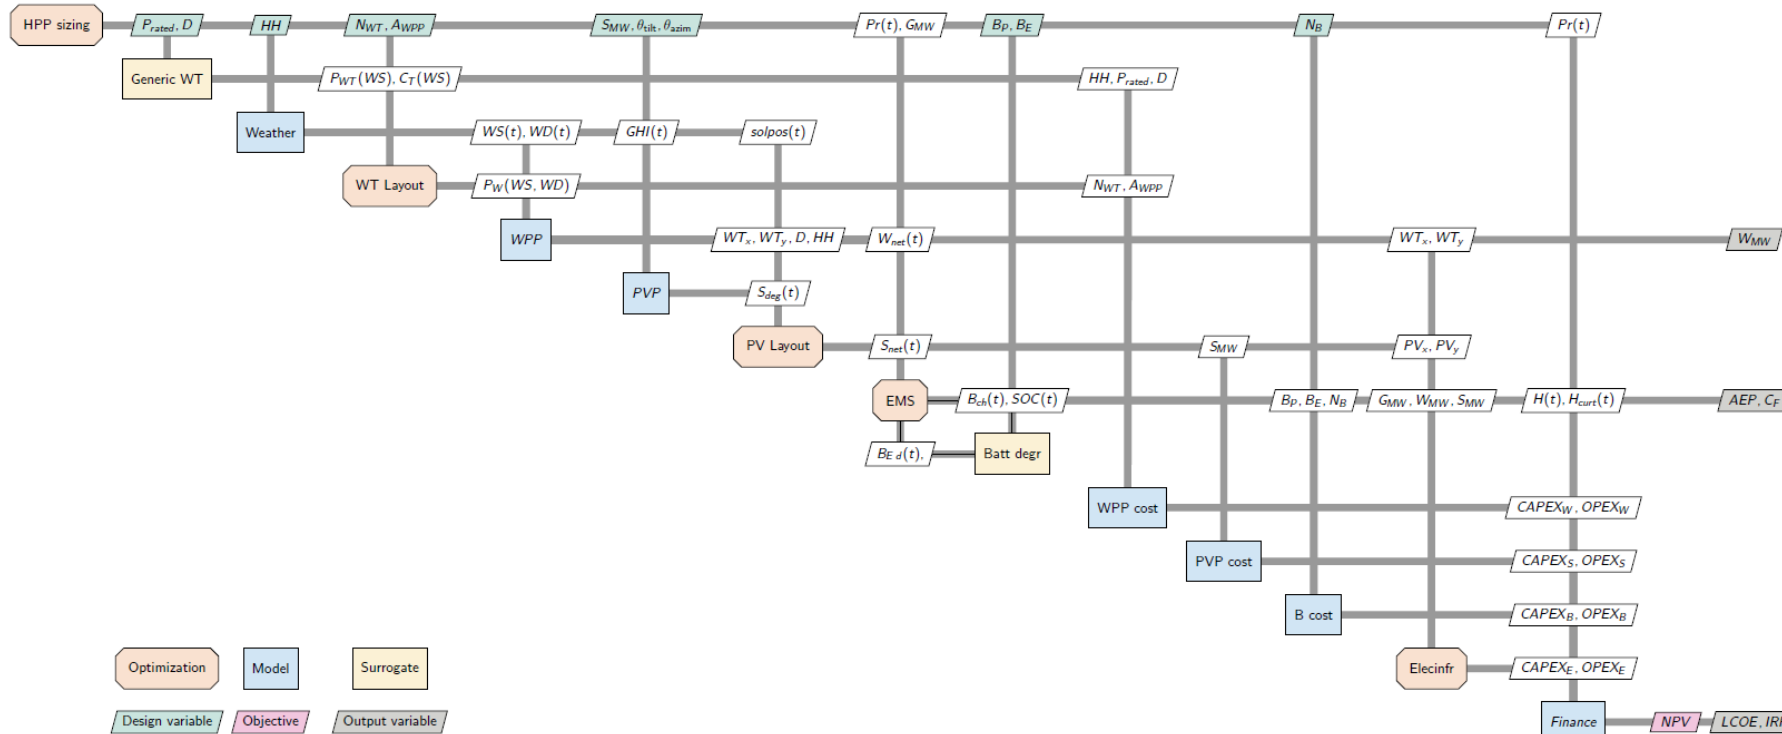 HPP sizing P_rated, D HH N_WT, A_WPP S_MW, θ_tilt, θ_azim Pr(t), G_MW B_P, B_E N_B Pr(t)
Generic WT P_WT(WS), C_T(WS) HH, P_rated, D
Weather WS(t), WD(t) GHI(t) solpos(t)
WT Layout P_W(WS, WD) N_WT, A_WPP
WPP WT_x, WT_y, D, HH W_net(t) WT_x, WT_y W_MW
PVP S_deg(t)
PV Layout S_net(t) S_MW PV_x, PV_y
EMS B_ch(t), SOC(t) B_P, B_E, N_B G_MW, W_MW, S_MW H(t), H_curt(t) AEP, C_F
B_E d(t), Batt degr
WPP cost CAPEX_W, OPEX_W
PVP cost CAPEX_S, OPEX_S
B cost CAPEX_B, OPEX_B
Optimization Model Surrogate Elecinfr CAPEX_E, OPEX_E
Design variable Objective Output variable Finance NPV LCOE, IRR